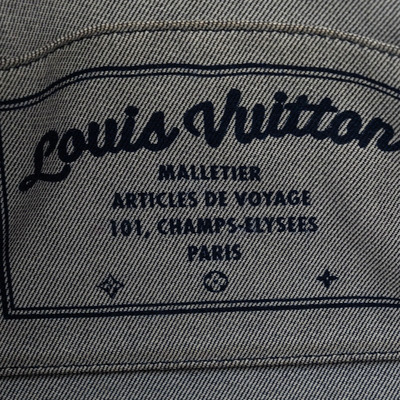 Louis Vuitton
MALLETIER
ARTICLES DE VOYAGE
101, CHAMPS-ELYSEES
PARIS